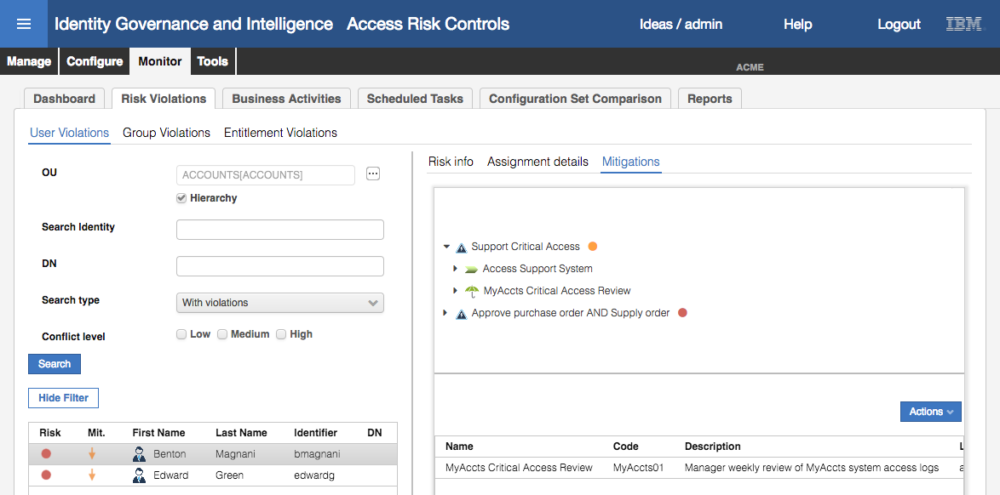 Identity Governance and Intelligence Access Risk Controls Ideas / admin Help Logout IBM
Manage Configure Monitor Tools ACME
Dashboard Risk Violations Business Activities Scheduled Tasks Configuration Set Comparison Reports
User Violations Group Violations Entitlement Violations
OU ACCOUNTS[ACCOUNTS] ...
Hierarchy
Search Identity
DN
Search type With violations
Conflict level Low Medium High
Search
Hide Filter
Risk Mit. First Name Last Name Identifier DN
Benton Magnani bmagnani
Edward Green edwardg
Risk info Assignment details Mitigations
Support Critical Access
Access Support System
MyAccts Critical Access Review
Approve purchase order AND Supply order
Actions
Name Code Description
MyAccts Critical Access Review MyAccts01 Manager weekly review of MyAccts system access logs